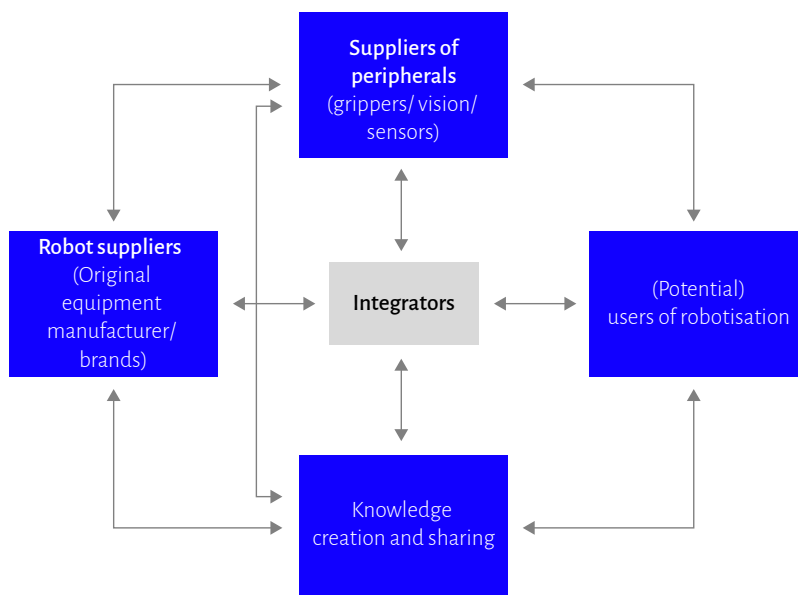 Suppliers of
peripherals
(grippers/ vision/
sensors)
Robot suppliers
(Original
equipment
manufacturer/
brands)
Integrators
(Potential)
users of robotisation
Knowledge
creation and sharing